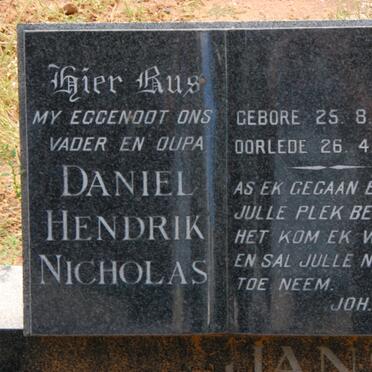 Hier Rus
MY EGGENOOT ONS
VADER EN OUPA
DANIEL
HENDRIK
NICHOLAS
GEBORE 25. 8.
OORLEDE 26. 4
AS EK GEGAAN
JULLE PLEK BE
HET KOM EK
EN SAL JULLE N
TOE NEEM.
JOH.
JAN